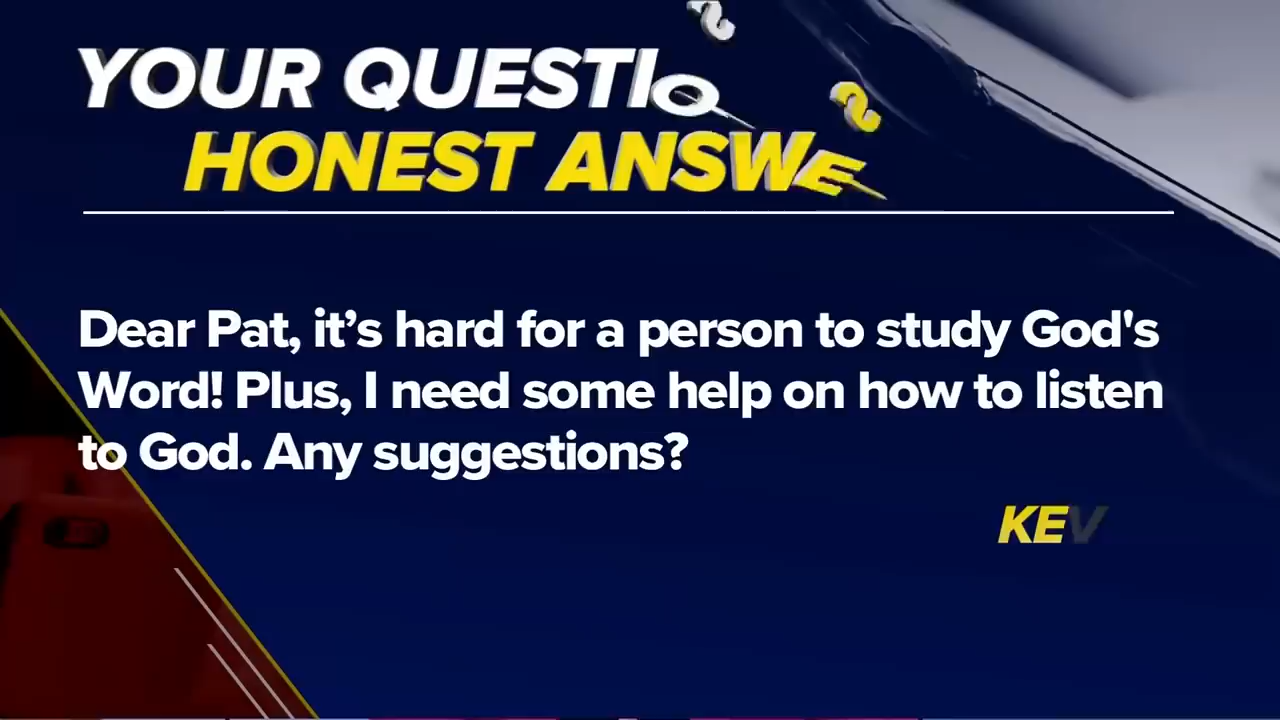 YOUR QUESTIO
HONEST ANSWE
Dear Pat, it’s hard for a person to study God's
Word! Plus, I need some help on how to listen
to God. Any suggestions?
KEV